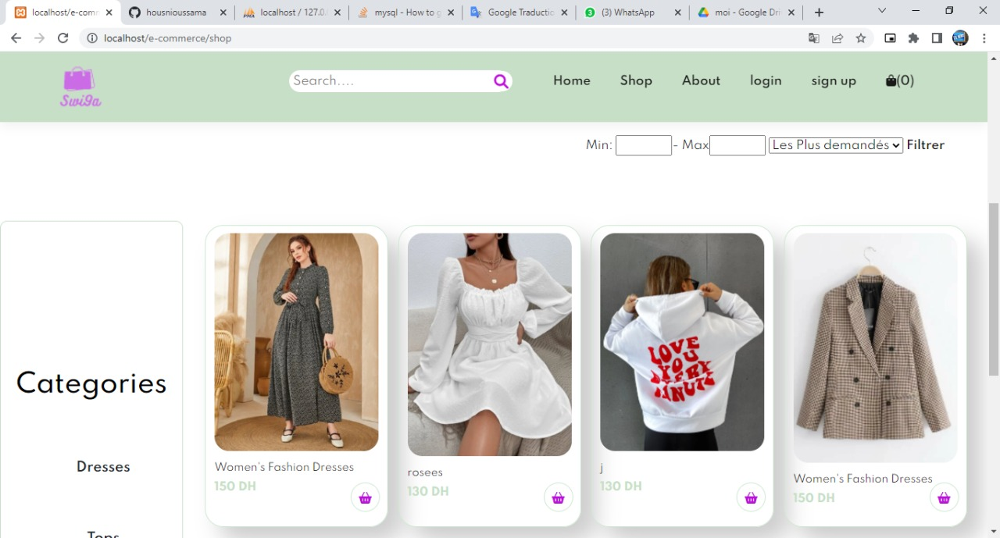 localhost/e-comm
housnioussama
localhost / 127.0.
mysql - How to g
Google Traductio
(3) WhatsApp
moi - Google Dri
localhost/e-commerce/shop
Swi9a
Search....
Home
Shop
About
login
sign up
(0)
Min:
- Max
Les Plus demandés
Filtrer
Categories
Dresses
Tops
LOVE
YOU
EVERY
MINUTE
Women's Fashion Dresses
150 DH
rosees
130 DH
j
130 DH
Women's Fashion Dresses
150 DH